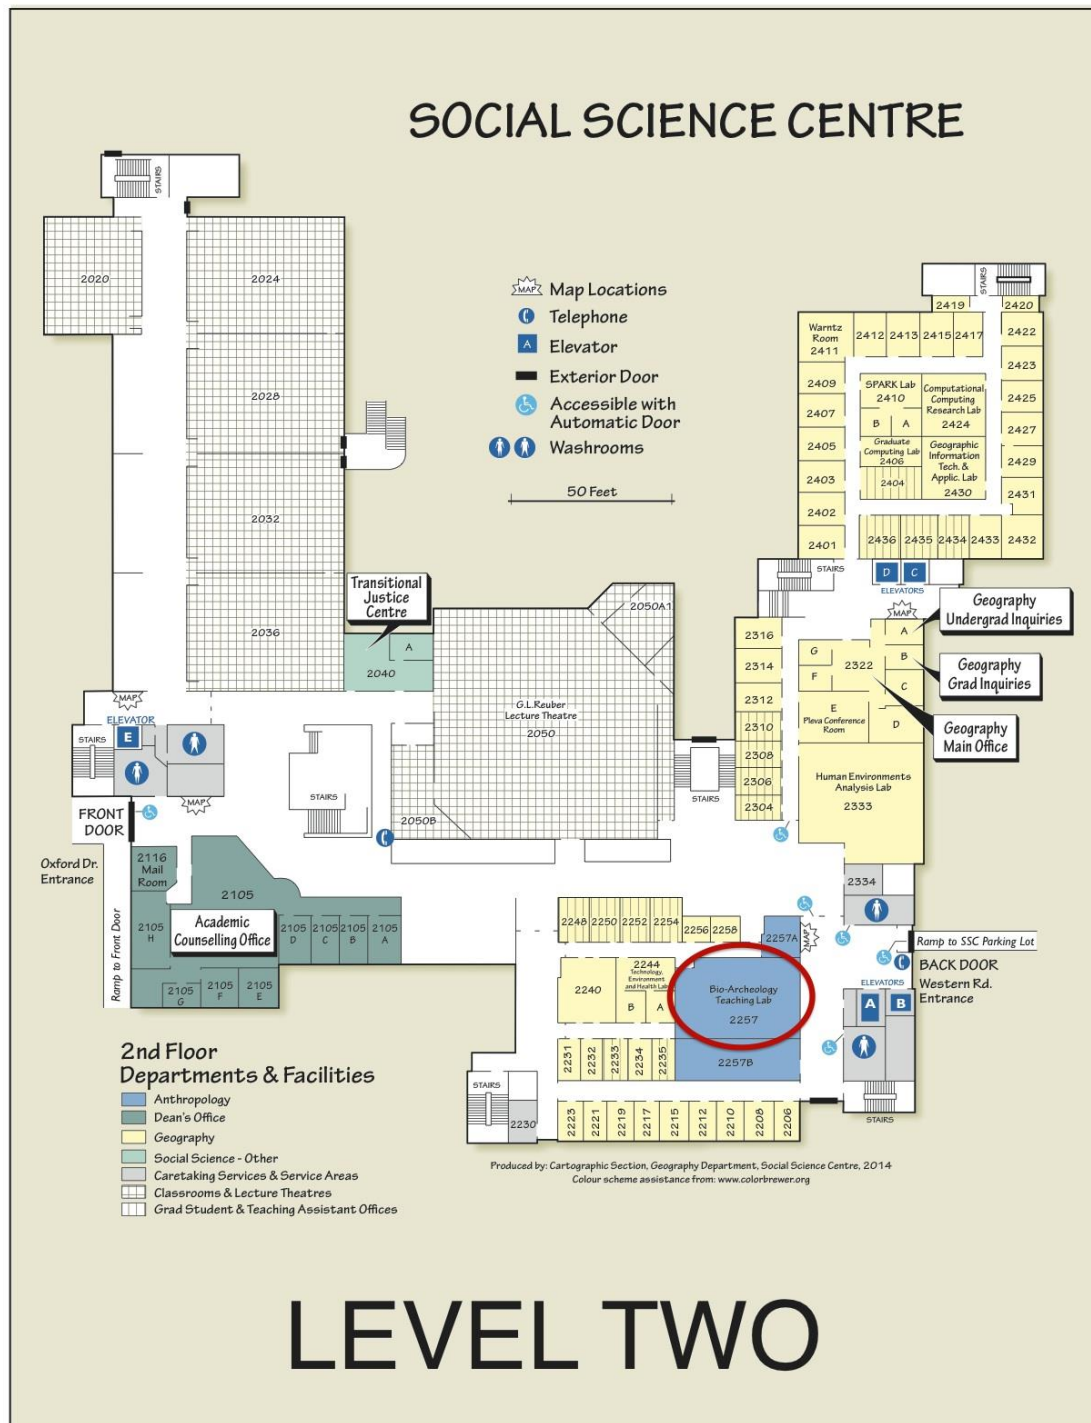 SOCIAL SCIENCE CENTRE
STAIRS
2020
2024
2028
2032
2036
MAP Map Locations
Telephone
A Elevator
Exterior Door
Accessible with
Automatic Door
Washrooms
50 Feet
STAIRS
2419
2420
Warntz
Room
2411
2412
2413
2415
2417
2422
2409
2423
SPARK Lab
2410
B
A
Computational
Computing
Research Lab
2424
2425
2407
2427
2405
Graduate
Computing Lab
2406
2404
Geographic
Information
Tech. &
Applic. Lab
2430
2429
2403
2431
2402
2401
2436
2435
2434
2433
2432
STAIRS
D
C
ELEVATORS
MAP
Transitional
Justice
Centre
A
2040
2050A1
G.L.Reuber
Lecture Theatre
2050
2050B
2316
2314
2312
2310
2308
2306
2304
G
F
2322
A
B
C
D
E
Pleva Conference
Room
Geography
Undergrad Inquiries
Geography
Grad Inquiries
Geography
Main Office
Human Environments
Analysis Lab
2333
MAP
ELEVATOR
E
STAIRS
MAP
STAIRS
STAIRS
FRONT
DOOR
Oxford Dr.
Entrance
Ramp to Front Door
2116
Mail
Room
2105
Academic
Counselling Office
2105
H
2105
D
2105
C
2105
B
2105
A
2105
G
2105
F
2105
E
2334
2248
2250
2252
2254
2256
2258
2257A
MAP
Ramp to SSC Parking Lot
BACK DOOR
Western Rd.
Entrance
ELEVATORS
A
B
2240
2244
Technology,
Environment
and Health Lab
B
A
Bio-Archeology
Teaching Lab
2257
2231
2232
2233
2234
2235
2257B
STAIRS
2230
2223
2221
2219
2217
2215
2212
2210
2208
2206
STAIRS
2nd Floor
Departments & Facilities
Anthropology
Dean's Office
Geography
Social Science - Other
Caretaking Services & Service Areas
Classrooms & Lecture Theatres
Grad Student & Teaching Assistant Offices
Produced by: Cartographic Section, Geography Department, Social Science Centre, 2014
Colour scheme assistance from: www.colorbrewer.org
LEVEL TWO